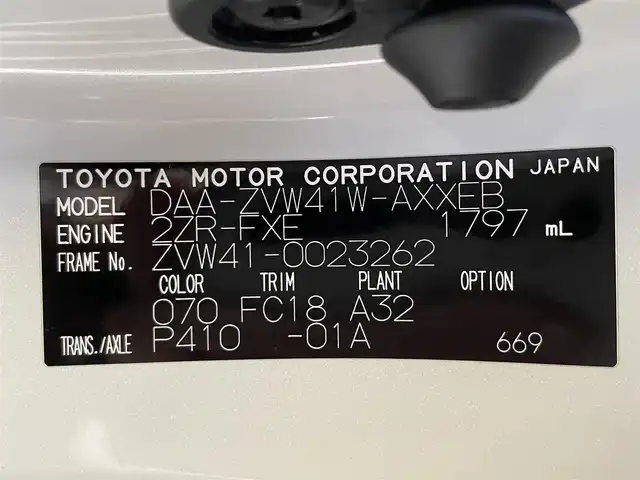 TOYOTA MOTOR CORPORATION JAPAN
MODEL DAA-ZVW41W-AXXEB
ENGINE 2ZR-FXE 1797 mL
FRAME No. ZVW41-0023262
COLOR TRIM PLANT OPTION
070 FC18 A32
TRANS./AXLE P410 -01A 669